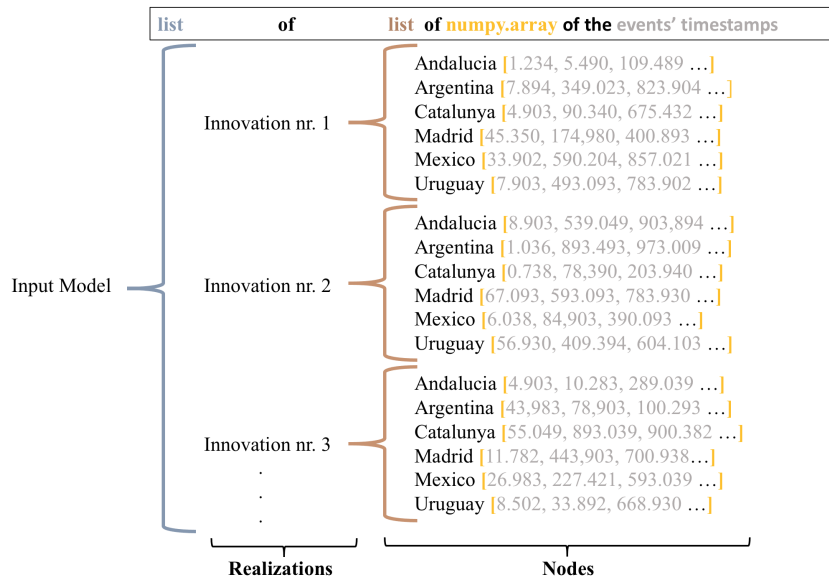 list of list of numpy.array of the events’ timestamps
Andalucia [1.234, 5.490, 109.489 …]
Argentina [7.894, 349.023, 823.904 …]
Catalunya [4.903, 90.340, 675.432 …]
Innovation nr. 1
Madrid [45.350, 174,980, 400.893 …]
Mexico [33.902, 590.204, 857.021 …]
Uruguay [7.903, 493.093, 783.902 …]
Andalucia [8.903, 539.049, 903,894 …]
Argentina [1.036, 893.493, 973.009 …]
Catalunya [0.738, 78,390, 203.940 …]
Input Model
Innovation nr. 2
Madrid [67.093, 593.093, 783.930 …]
Mexico [6.038, 84,903, 390.093 …]
Uruguay [56.930, 409.394, 604.103 …]
Andalucia [4.903, 10.283, 289.039 …]
Argentina [43,983, 78,903, 100.293 …]
Catalunya [55.049, 893.039, 900.382 …]
Innovation nr. 3
Madrid [11.782, 443,903, 700.938…]
Mexico [26.983, 227.421, 593.039 …]
Uruguay [8.502, 33.892, 668.930 …]
.
.
.
Realizations
Nodes